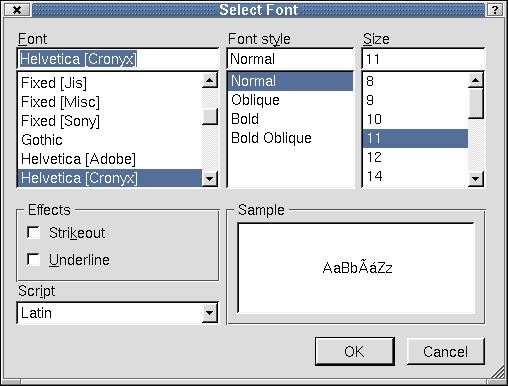 Select Font
?
Font
Helvetica [Cronyx]
Fixed [Jis]
Fixed [Misc]
Fixed [Sony]
Gothic
Helvetica [Adobe]
Helvetica [Cronyx]
Font style
Normal
Normal
Oblique
Bold
Bold Oblique
Size
11
8
9
10
11
12
14
Effects
Strikeout
Underline
Script
Latin
Sample
AaBbÃáZz
OK
Cancel